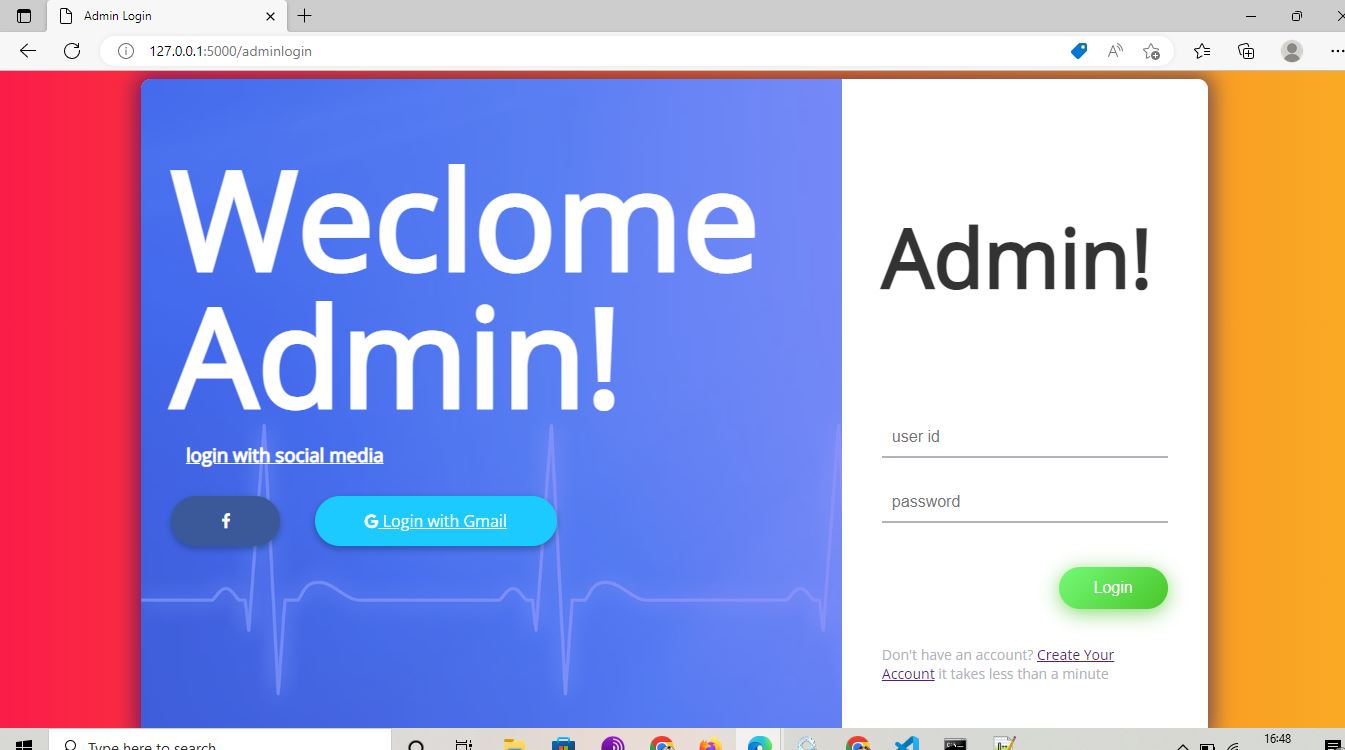 Admin Login
127.0.0.1:5000/adminlogin
Weclome
Admin!
login with social media
f
G Login with Gmail
Admin!
user id
password
Login
Don't have an account? Create Your
Account it takes less than a minute
Type here to search
16:48